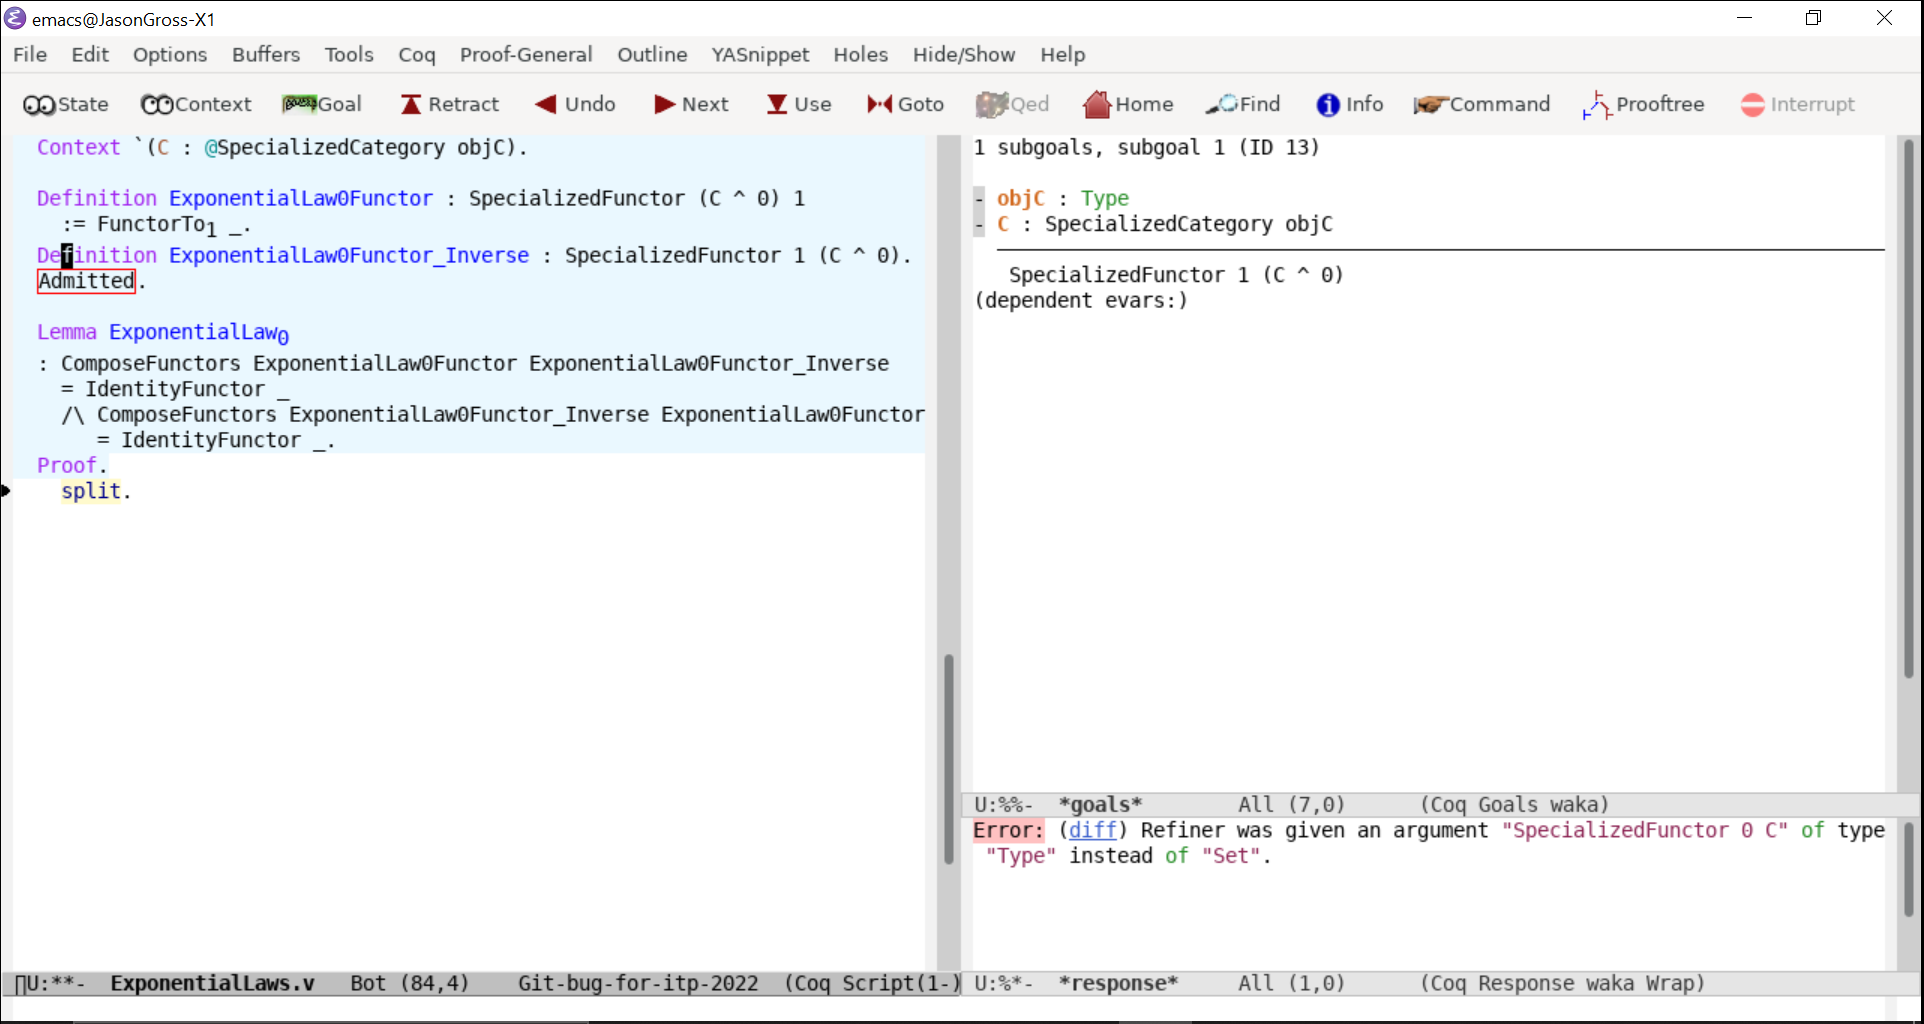 emacs@JasonGross-X1
File Edit Options Buffers Tools Coq Proof-General Outline YASnippet Holes Hide/Show Help
State Context Goal Retract Undo Next Use Goto Qed Home Find Info Command Prooftree Interrupt
Context `(C : @SpecializedCategory objC).
Definition ExponentialLaw0Functor : SpecializedFunctor (C ^ 0) 1
:= FunctorTo1 _.
Definition ExponentialLaw0Functor_Inverse : SpecializedFunctor 1 (C ^ 0).
Admitted.
Lemma ExponentialLaw0
: ComposeFunctors ExponentialLaw0Functor ExponentialLaw0Functor_Inverse
= IdentityFunctor _
/\ ComposeFunctors ExponentialLaw0Functor_Inverse ExponentialLaw0Functor
= IdentityFunctor _.
Proof.
split.
U:**- ExponentialLaws.v Bot (84,4) Git-bug-for-itp-2022 (Coq Script(1-)
1 subgoals, subgoal 1 (ID 13)
- objC : Type
- C : SpecializedCategory objC
SpecializedFunctor 1 (C ^ 0)
(dependent evars:)
U:%%- *goals* All (7,0) (Coq Goals waka)
Error: (diff) Refiner was given an argument "SpecializedFunctor 0 C" of type
"Type" instead of "Set".
U:%*- *response* All (1,0) (Coq Response waka Wrap)